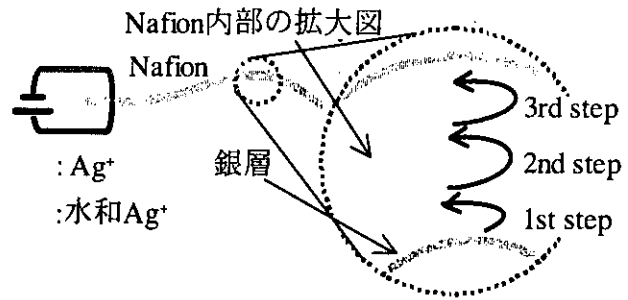 Nafion内部の拡大図
Nafion
3rd step
銀層
2nd step
: Ag⁺
:水和Ag⁺
1st step